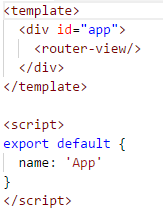 <template>
  <div id="app">
    <router-view/>
  </div>
</template>

<script>
export default {
  name: 'App'
}
</script>